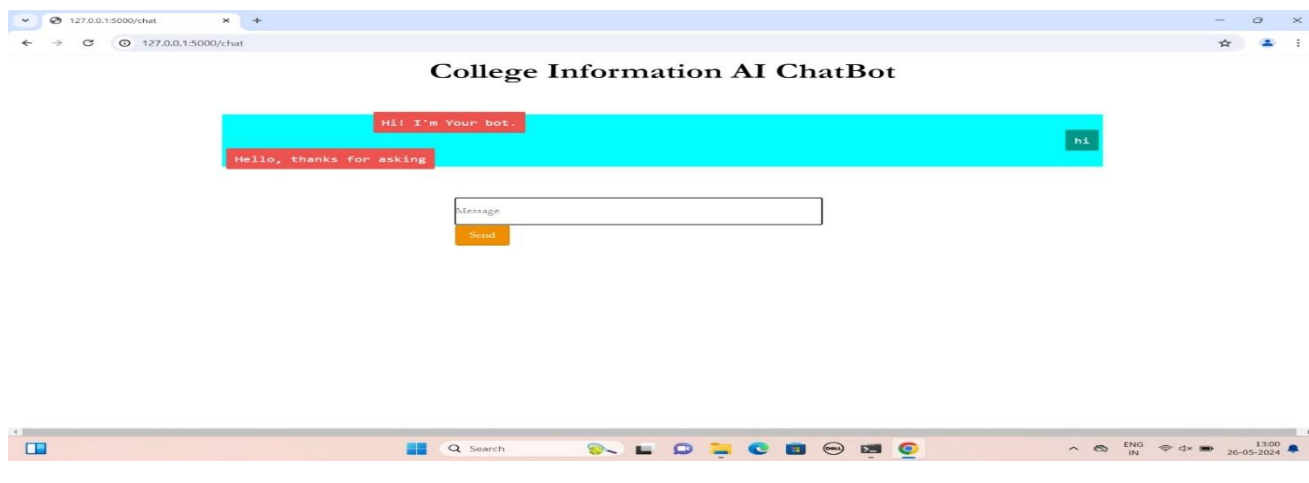 127.0.0.1:5000/chat
127.0.0.1:5000/chat
College Information AI ChatBot
Hi! I'm Your bot.
hi
Hello, thanks for asking
Message
Send
Search
DELL
ENG
IN
13:00
26-05-2024